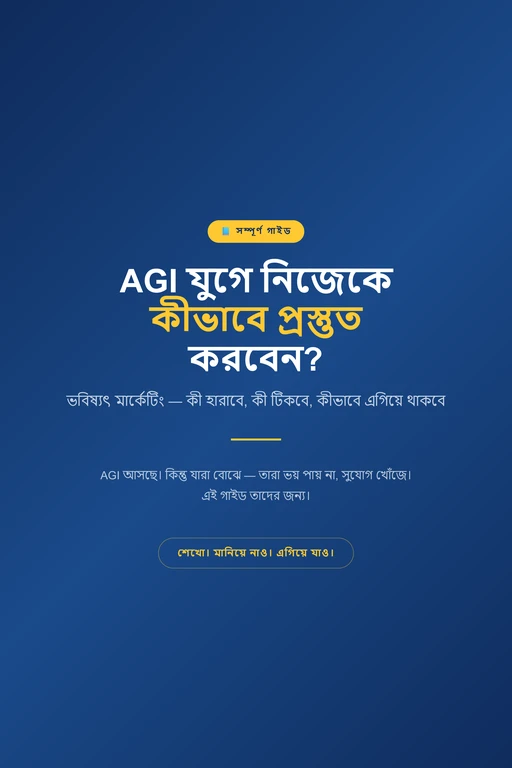 সম্পূর্ণ গাইড
AGI যুগে নিজেকে
কীভাবে প্রস্তুত
করবেন?
ভবিষ্যৎ মার্কেটিং — কী হারাবে, কী টিকবে, কীভাবে এগিয়ে থাকবে
AGI আসছে। কিন্তু যারা বোঝে — তারা ভয় পায় না, সুযোগ খোঁজে।
এই গাইড তাদের জন্য।
শেখো। মানিয়ে নাও। এগিয়ে যাও।